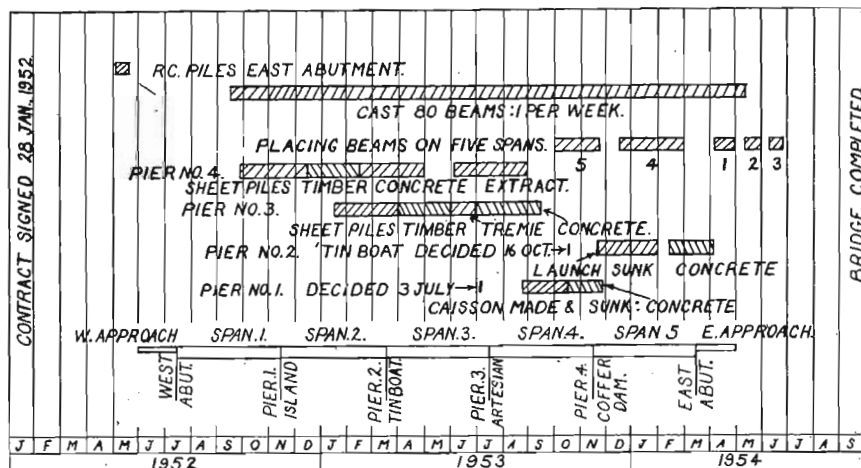 CONTRACT SIGNED 28 JAN. 1952.
R.C. PILES EAST ABUTMENT.
CAST 80 BEAMS: 1 PER WEEK.
PLACING BEAMS ON FIVE SPANS.
5 4 1 2 3
PIER NO. 4.
SHEET PILES TIMBER CONCRETE EXTRACT.
PIER NO. 3.
SHEET PILES TIMBER TREMIE CONCRETE.
PIER NO. 2. 'TIN BOAT DECIDED 16 OCT.→
LAUNCH SUNK CONCRETE
PIER NO. 1. DECIDED 3 JULY→
CAISSON MADE & SUNK: CONCRETE
W. APPROACH SPAN. 1. SPAN. 2. SPAN. 3. SPAN. 4. SPAN 5 E. APPROACH.
WEST ABUT.
PIER. 1. ISLAND
PIER. 2. TINBOAT.
PIER. 3. ARTESIAN
PIER 4. COFFER DAM.
EAST ABUT.
BRIDGE COMPLETED
J F M A M J J A S O N D J F M A M J J A S O N D J F M A M J J A S
1952 1953 1954